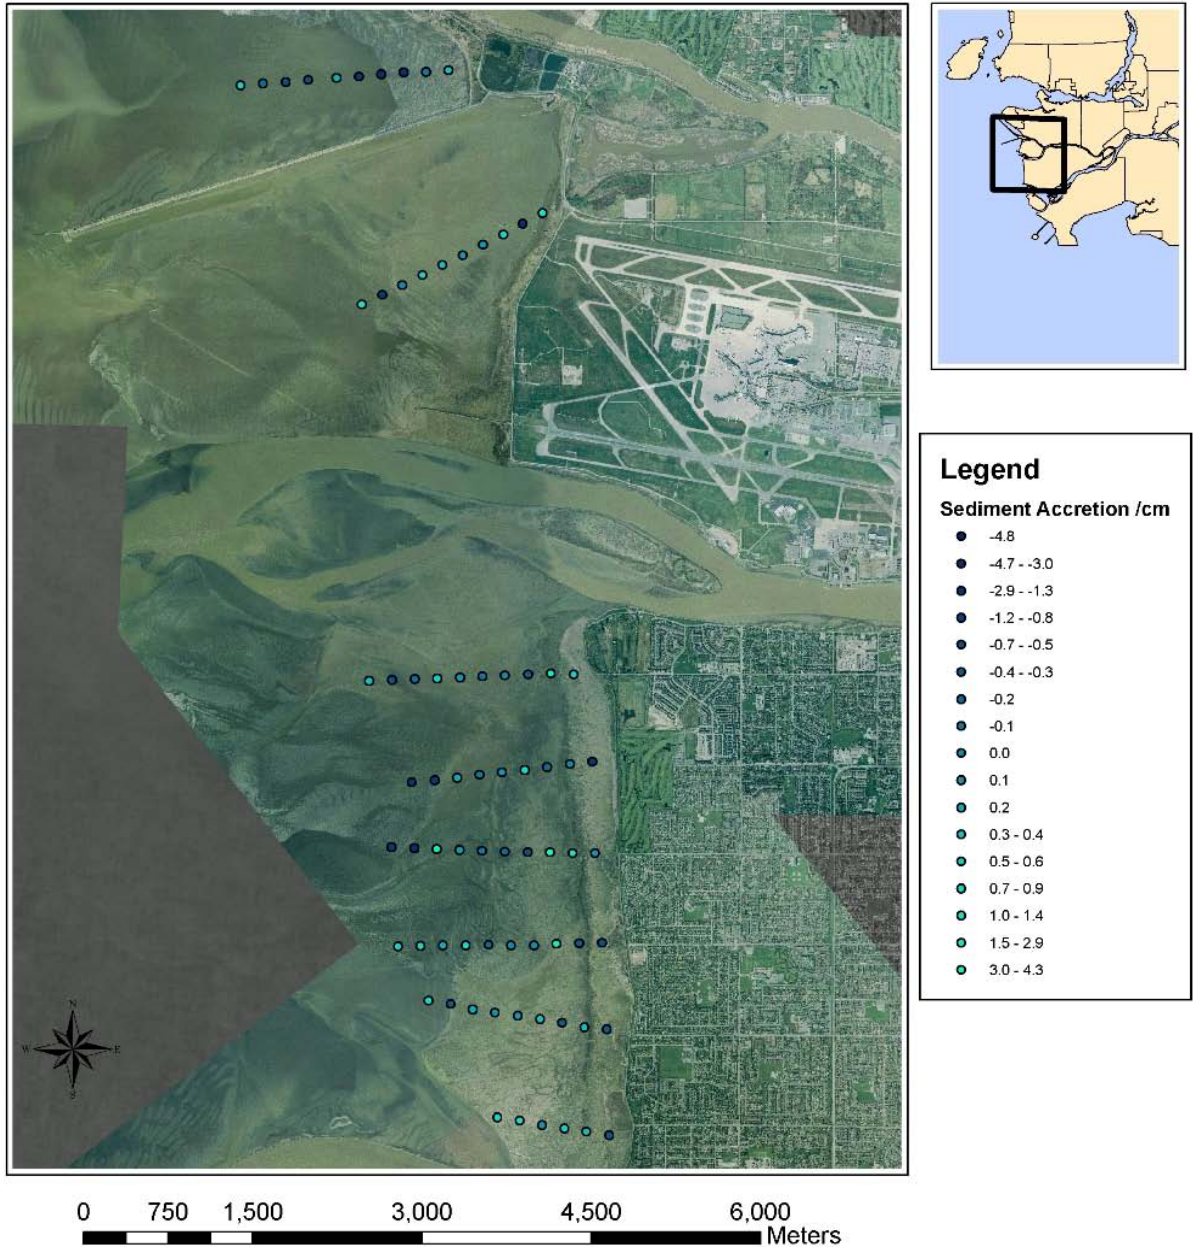 Legend
Sediment Accretion /cm
-4.8
-4.7 - -3.0
-2.9 - -1.3
-1.2 - -0.8
-0.7 - -0.5
-0.4 - -0.3
-0.2
-0.1
0.0
0.1
0.2
0.3 - 0.4
0.5 - 0.6
0.7 - 0.9
1.0 - 1.4
1.5 - 2.9
3.0 - 4.3
N
W E
S
0 750 1,500 3,000 4,500 6,000
Meters